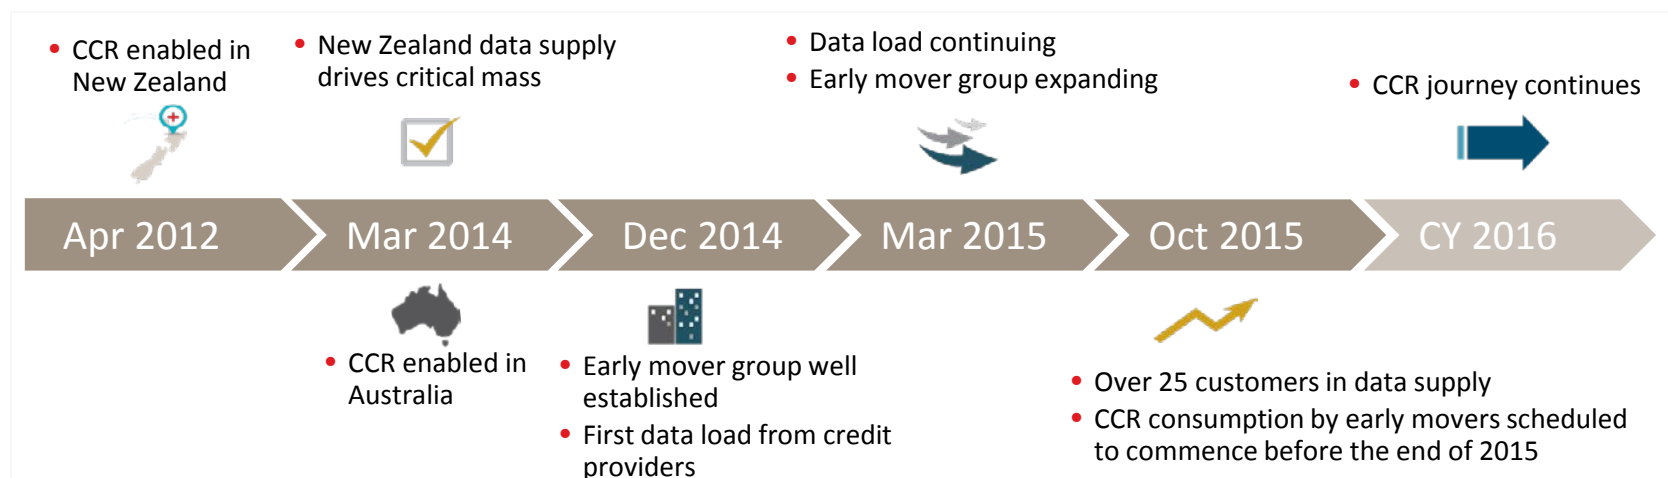 • CCR enabled in
New Zealand
• New Zealand data supply
drives critical mass
• Data load continuing
• Early mover group expanding
• CCR journey continues
Apr 2012
Mar 2014
Dec 2014
Mar 2015
Oct 2015
CY 2016
• CCR enabled in
Australia
• Early mover group well
established
• First data load from credit
providers
• Over 25 customers in data supply
• CCR consumption by early movers scheduled
to commence before the end of 2015